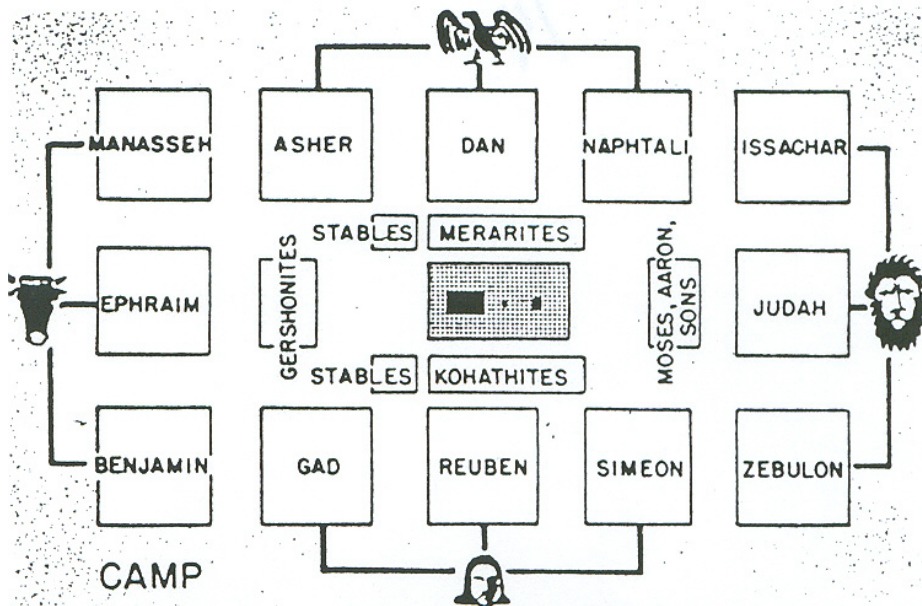 MANASSEH
ASHER
DAN
NAPHTALI
ISSACHAR
STABLES
MERARITES
EPHRAIM
GERSHONITES
MOSES, AARON,
SONS
JUDAH
STABLES
KOHATHITES
BENJAMIN
GAD
REUBEN
SIMEON
ZEBULON
CAMP